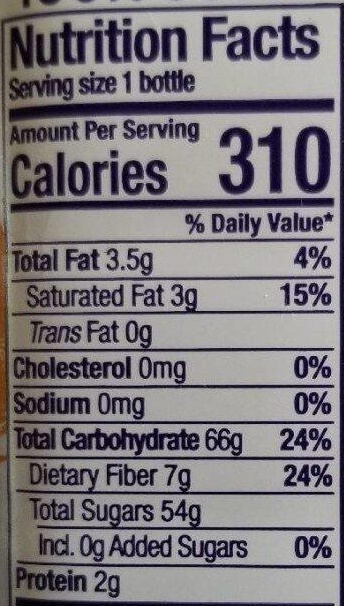 Nutrition Facts
Serving size 1 bottle
Amount Per Serving
Calories 310
% Daily Value*
Total Fat 3.5g 4%
Saturated Fat 3g 15%
Trans Fat 0g
Cholesterol 0mg 0%
Sodium 0mg 0%
Total Carbohydrate 66g 24%
Dietary Fiber 7g 24%
Total Sugars 54g
Incl. 0g Added Sugars 0%
Protein 2g